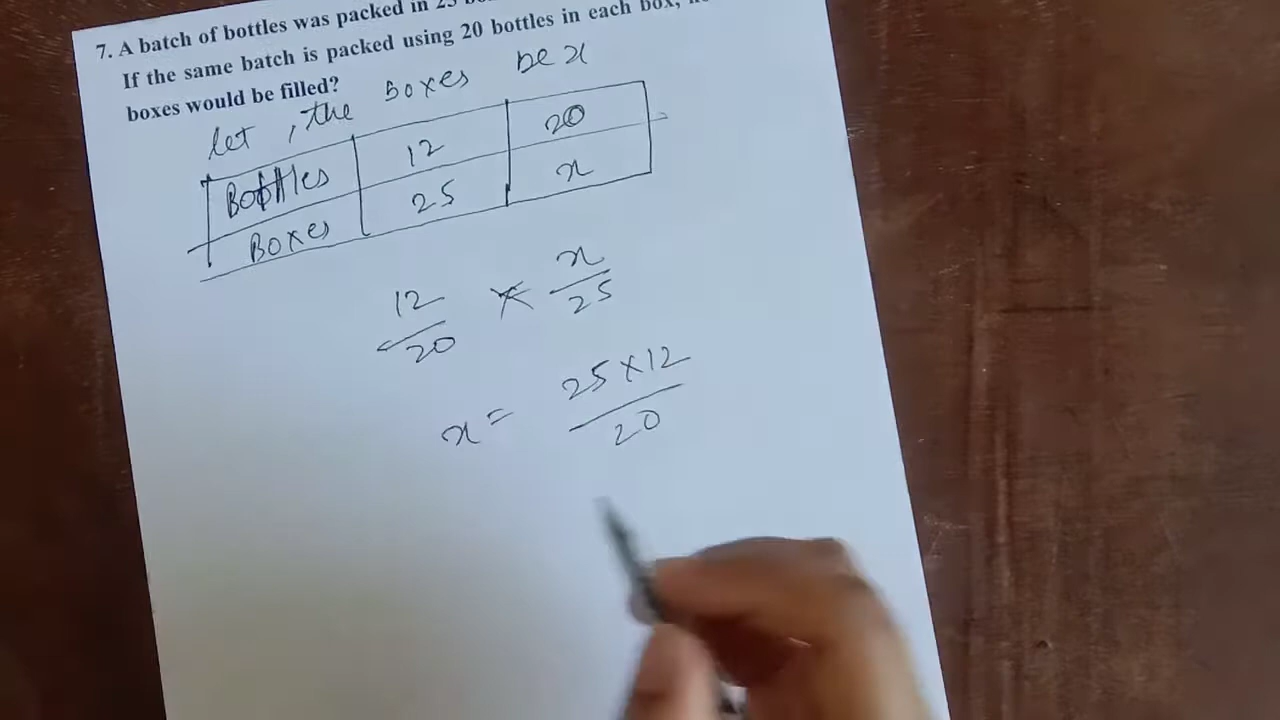 7. A batch of bottles was packed in 25
If the same batch is packed using 20 bottles in each box,
boxes would be filled?
let, the boxes be x
Bottles 12 20
Boxes 25 x
12/20 x/25
x = 25 × 12 / 20